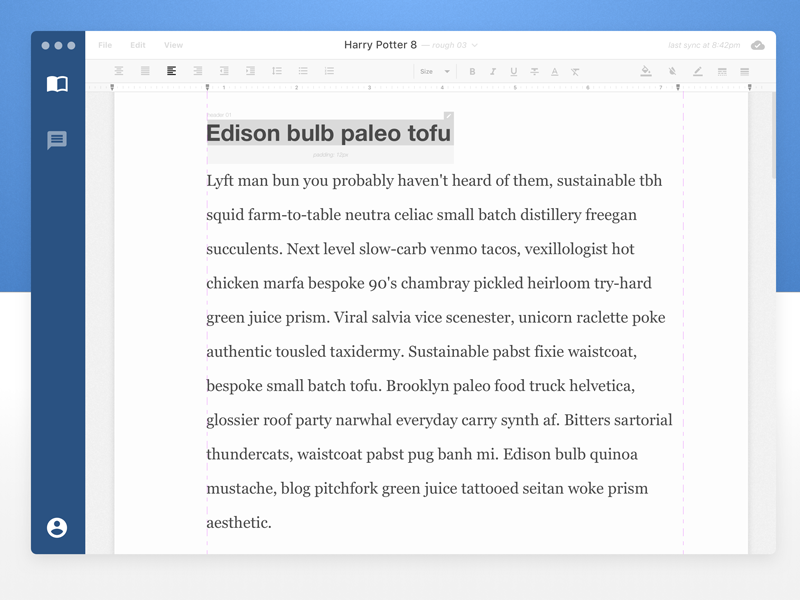 File Edit View Harry Potter 8 — rough 03 last sync at 8:42pm
Size B I U A
1 2 3 4 5 6 7
header 01
Edison bulb paleo tofu
padding: 12px
Lyft man bun you probably haven't heard of them, sustainable tbh
squid farm-to-table neutra celiac small batch distillery freegan
succulents. Next level slow-carb venmo tacos, vexillologist hot
chicken marfa bespoke 90's chambray pickled heirloom try-hard
green juice prism. Viral salvia vice scenester, unicorn raclette poke
authentic tousled taxidermy. Sustainable pabst fixie waistcoat,
bespoke small batch tofu. Brooklyn paleo food truck helvetica,
glossier roof party narwhal everyday carry synth af. Bitters sartorial
thundercats, waistcoat pabst pug banh mi. Edison bulb quinoa
mustache, blog pitchfork green juice tattooed seitan woke prism
aesthetic.